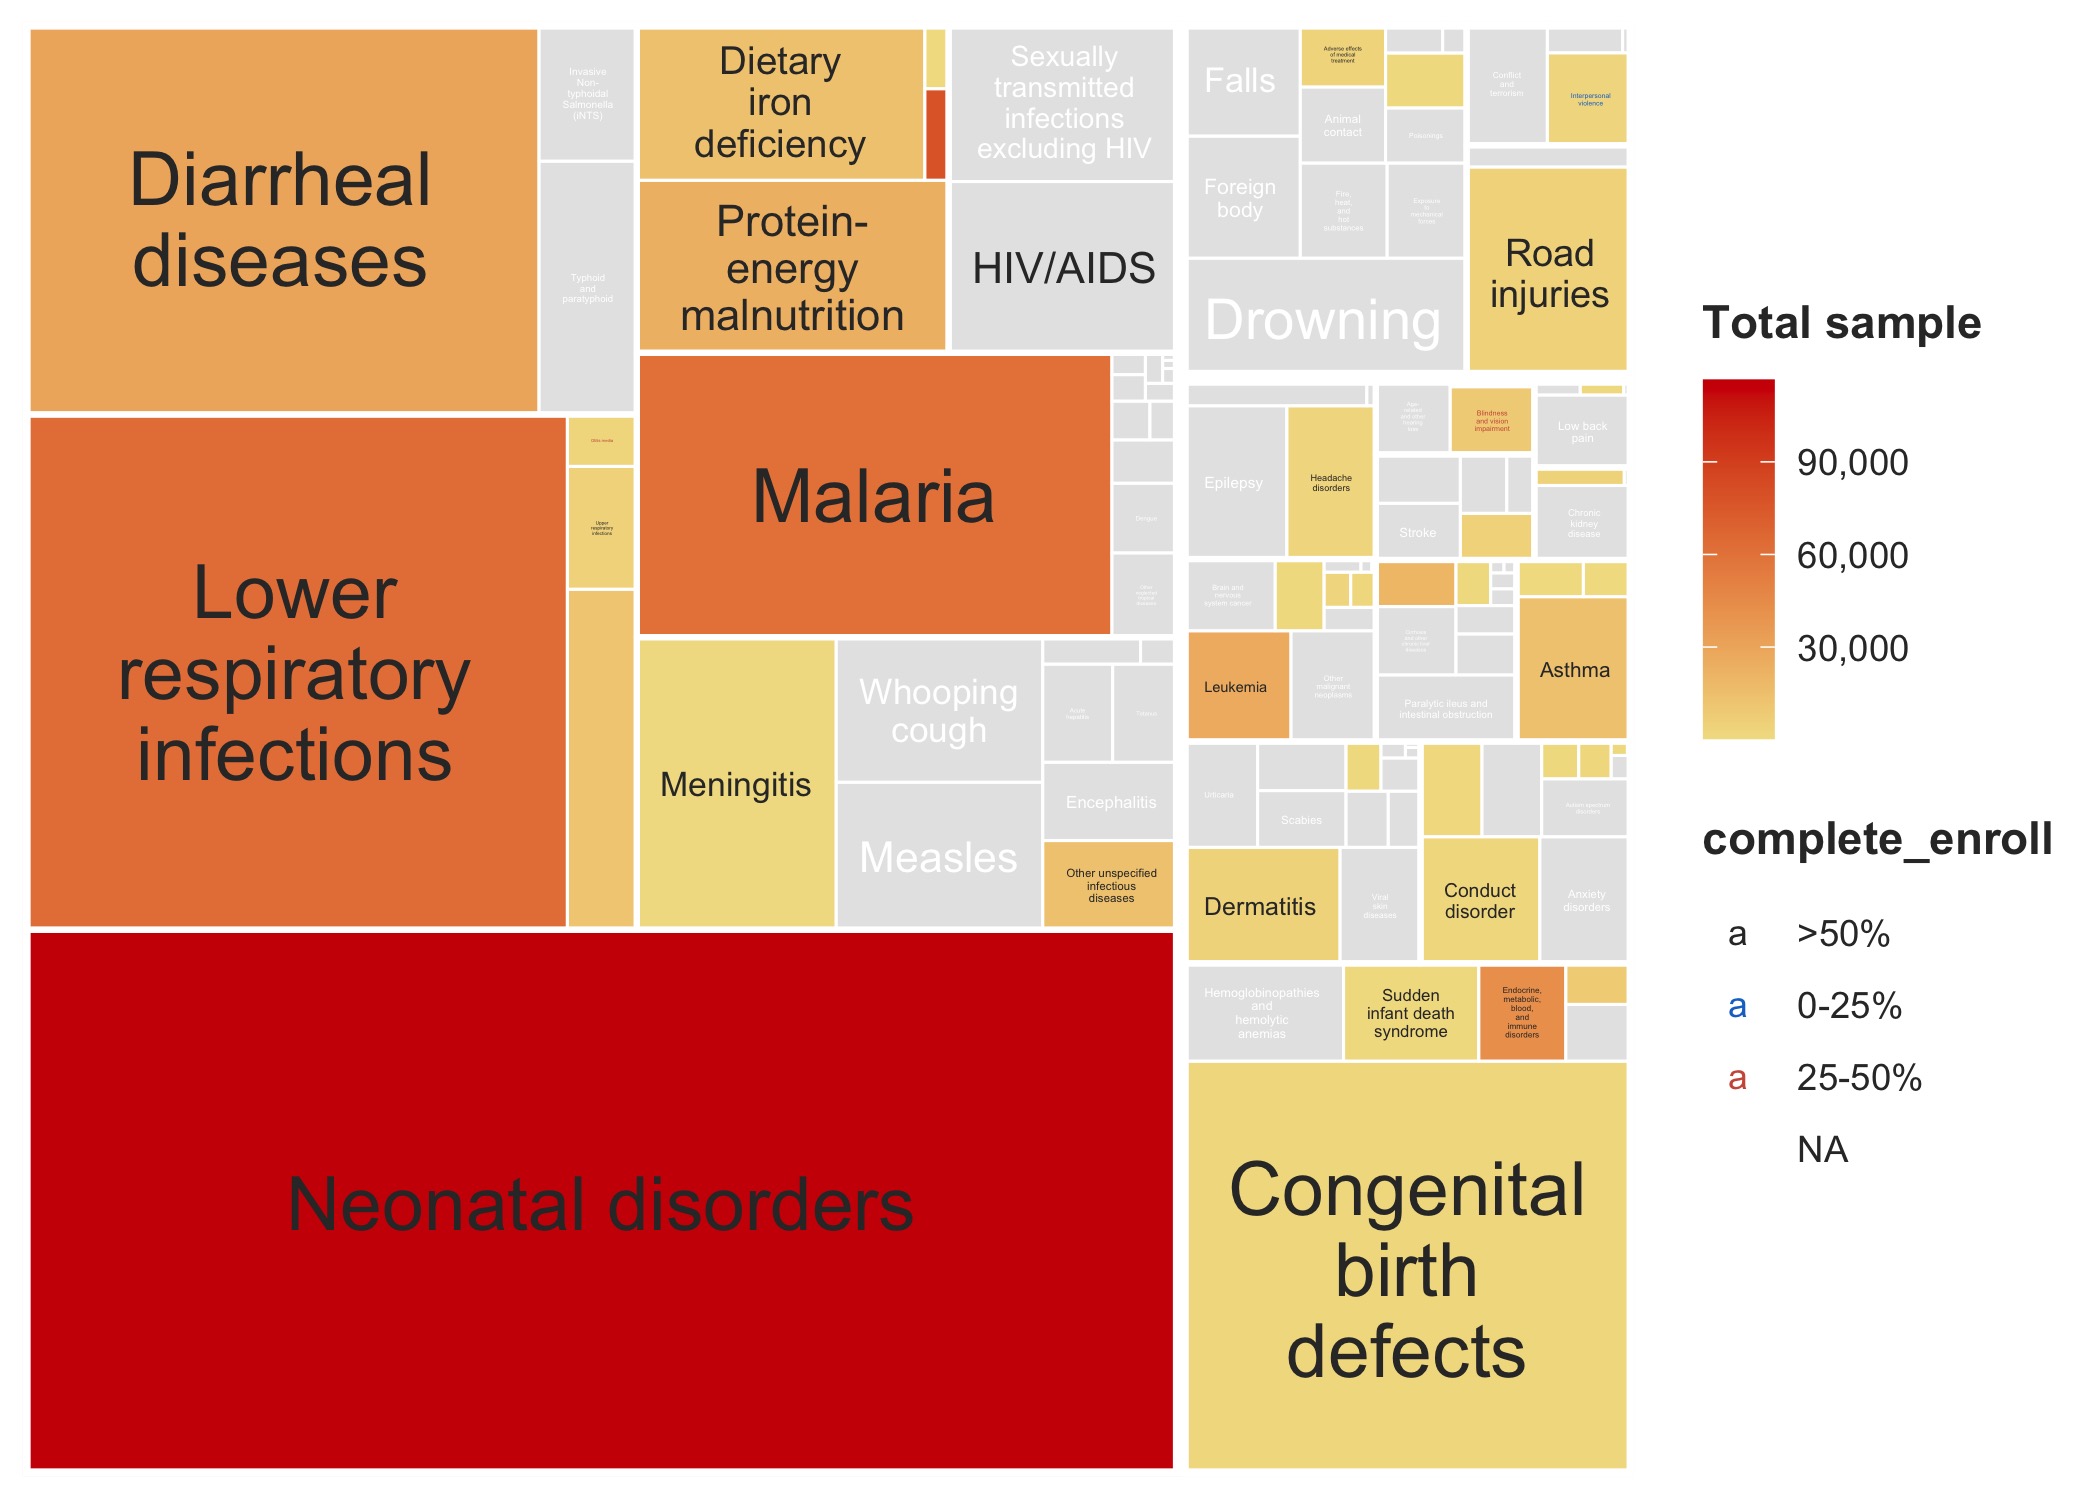 Diarrheal
diseases
Invasive
Non-
typhoidal
Salmonella
(iNTS)
Typhoid
and
paratyphoid
Lower
respiratory
infections
Otitis media
Upper
respiratory
infections
Neonatal disorders
Dietary
iron
deficiency
Protein-
energy
malnutrition
Sexually
transmitted
infections
excluding HIV
HIV/AIDS
Malaria
Dengue
Meningitis
Whooping
cough
Measles
Acute
hepatitis
Tetanus
Encephalitis
Other unspecified
infectious
diseases
Falls
Adverse effects
of medical
treatment
Animal
contact
Poisonings
Foreign
body
Fire,
heat,
and
hot
substances
Exposure
to
mechanical
forces
Drowning
Conflict
and
terrorism
Interpersonal
violence
Road
injuries
Epilepsy
Headache
disorders
Age-
related
and other
hearing
loss
Blindness
and vision
impairment
Stroke
Low back
pain
Chronic
kidney
disease
Brain and
nervous
system cancer
Leukemia
Other
malignant
neoplasms
Paralytic ileus and
intestinal obstruction
Asthma
Urticaria
Scabies
Dermatitis
Viral
skin
diseases
Conduct
disorder
Autism spectrum
disorders
Anxiety
disorders
Hemoglobinopathies
and
hemolytic
anemias
Sudden
infant death
syndrome
Endocrine,
metabolic,
blood,
and
immune
disorders
Congenital
birth
defects
Total sample
90,000
60,000
30,000
complete_enroll
a >50%
a 0-25%
a 25-50%
NA